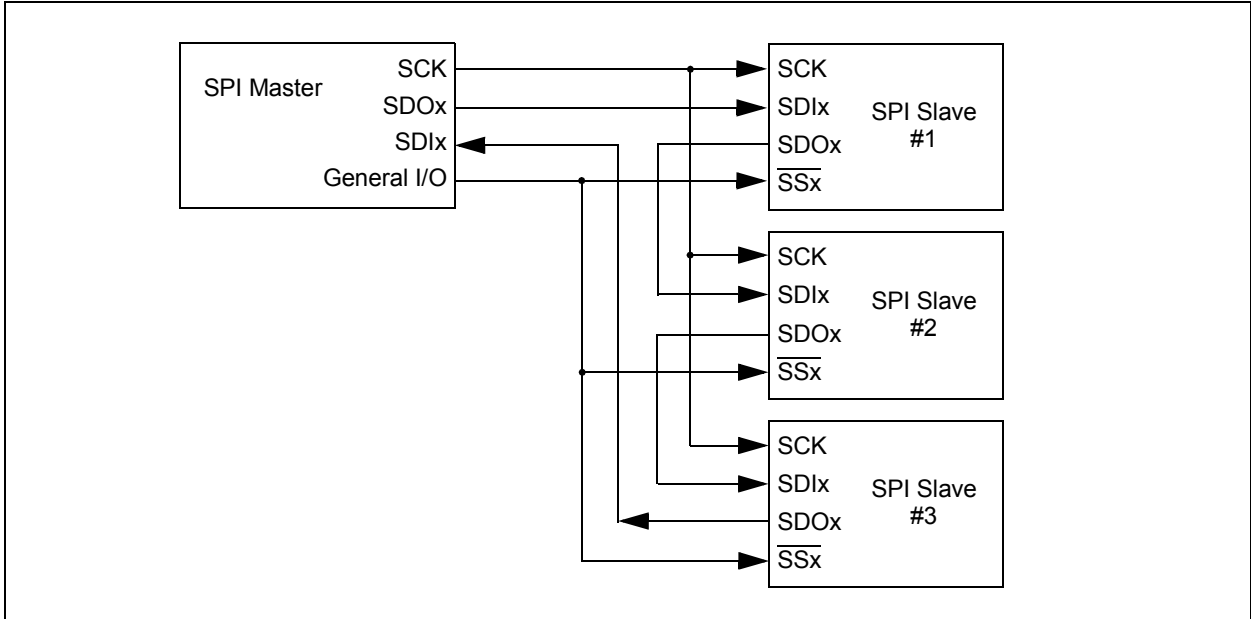 SPI Master
SCK
SDOx
SDIx
General I/O
SCK
SDIx
SDOx
SSx
SPI Slave
#1
SCK
SDIx
SDOx
SSx
SPI Slave
#2
SCK
SDIx
SDOx
SSx
SPI Slave
#3